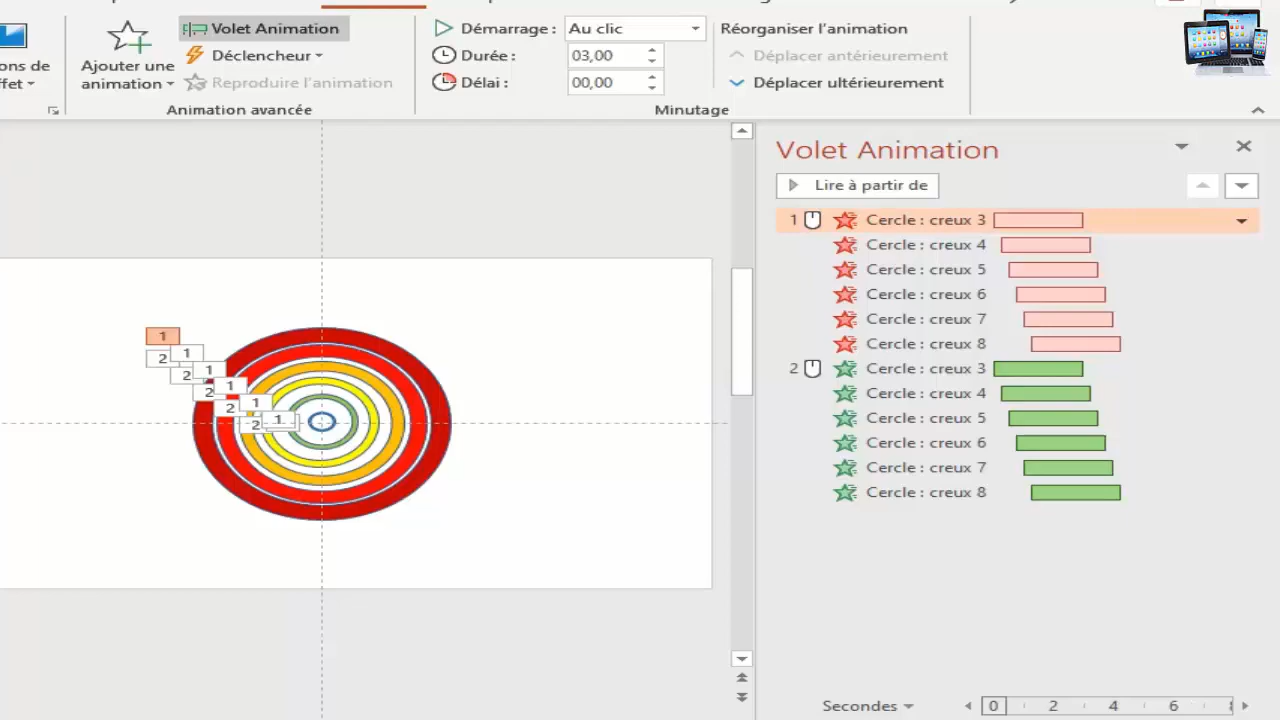 Volet Animation
Démarrage :
Au clic
Réorganiser l'animation
ons de
ffet
Ajouter une
animation
Déclencheur
Durée :
03,00
Déplacer antérieurement
Reproduire l'animation
Délai :
00,00
Déplacer ultérieurement
Animation avancée
Minutage
Volet Animation
Lire à partir de
1 Cercle : creux 3
Cercle : creux 4
Cercle : creux 5
Cercle : creux 6
Cercle : creux 7
Cercle : creux 8
2 Cercle : creux 3
Cercle : creux 4
Cercle : creux 5
Cercle : creux 6
Cercle : creux 7
Cercle : creux 8
1
2 1
2 1
2 1
2 1
2 1
Secondes
0 2 4 6